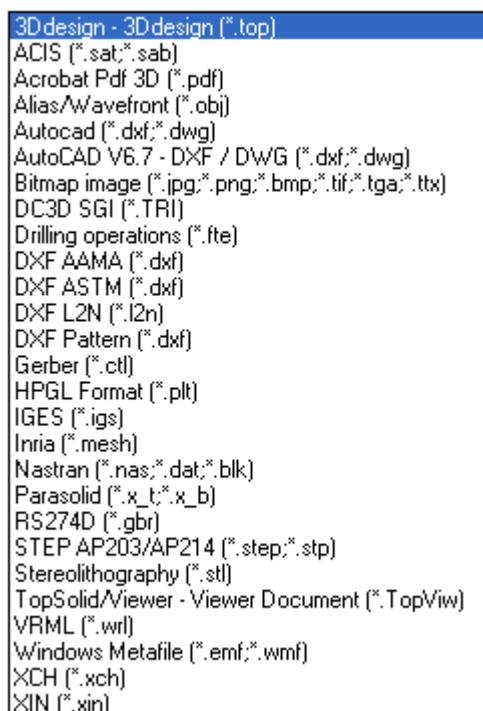 3Ddesign - 3Ddesign (*.top)
ACIS (*.sat;*.sab)
Acrobat Pdf 3D (*.pdf)
Alias/Wavefront (*.obj)
Autocad (*.dxf;*.dwg)
AutoCAD V6.7 - DXF / DWG (*.dxf;*.dwg)
Bitmap image (*.jpg;*.png;*.bmp;*.tif;*.tga;*.ttx)
DC3D SGI (*.TRI)
Drilling operations (*.fte)
DXF AAMA (*.dxf)
DXF ASTM (*.dxf)
DXF L2N (*.l2n)
DXF Pattern (*.dxf)
Gerber (*.ctl)
HPGL Format (*.plt)
IGES (*.igs)
Inria (*.mesh)
Nastran (*.nas;*.dat;*.blk)
Parasolid (*.x_t;*.x_b)
RS274D (*.gbr)
STEP AP203/AP214 (*.step;*.stp)
Stereolithography (*.stl)
TopSolid/Viewer - Viewer Document (*.TopViw)
VRML (*.wrl)
Windows Metafile (*.emf;*.wmf)
XCH (*.xch)
XIN (*.xin)